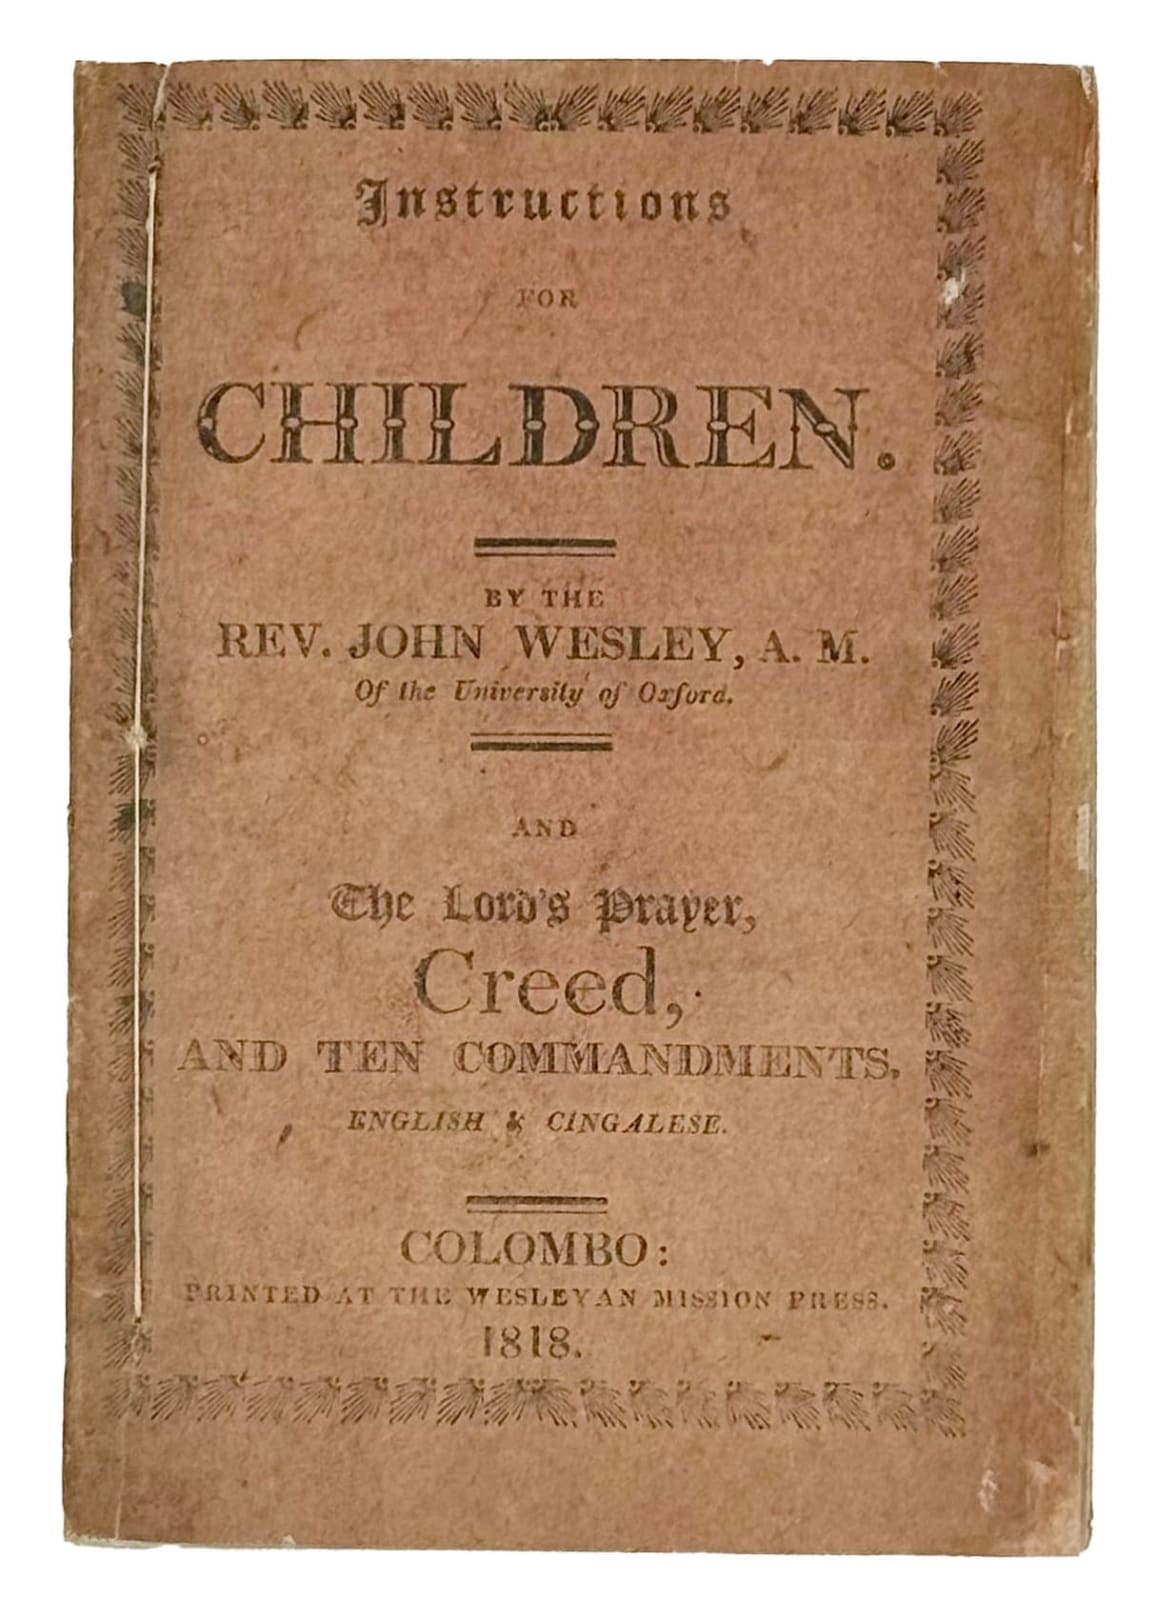 Instructions
FOR
CHILDREN.
BY THE
REV. JOHN WESLEY, A. M.
Of the University of Oxford.
AND
The Lord's Prayer,
Creed,
AND TEN COMMANDMENTS.
ENGLISH & CINGALESE.
COLOMBO:
PRINTED AT THE WESLEYAN MISSION PRESS.
1818.